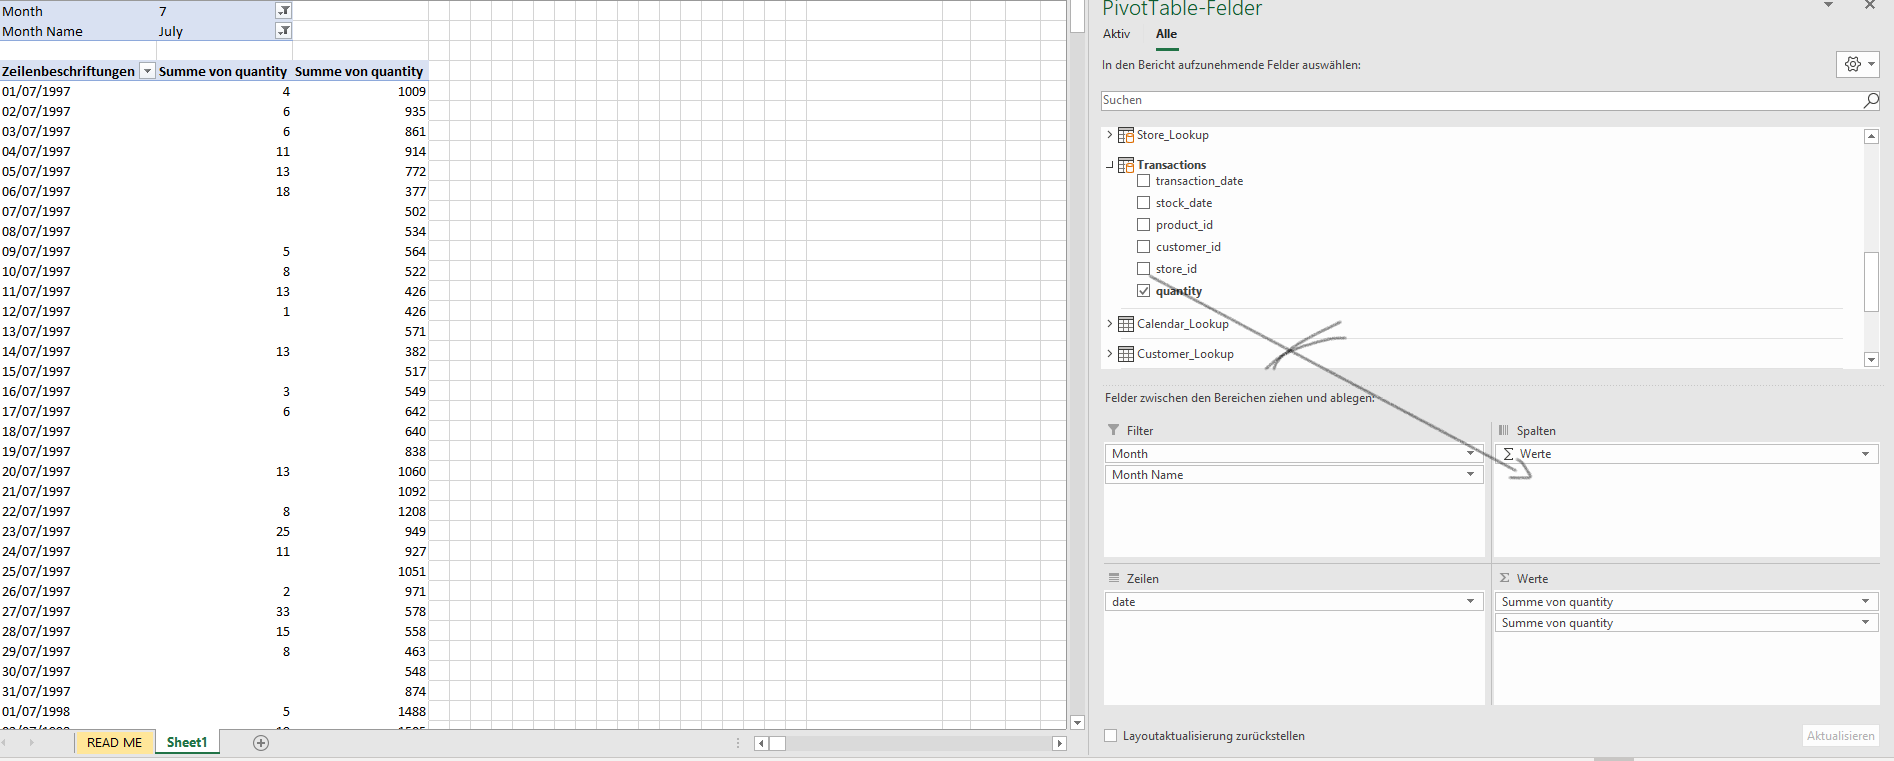 Month 7
Month Name July
Zeilenbeschriftungen Summe von quantity Summe von quantity
01/07/1997 4 1009
02/07/1997 6 935
03/07/1997 6 861
04/07/1997 11 914
05/07/1997 13 772
06/07/1997 18 377
07/07/1997 502
08/07/1997 534
09/07/1997 5 564
10/07/1997 8 522
11/07/1997 13 426
12/07/1997 1 426
13/07/1997 571
14/07/1997 13 382
15/07/1997 517
16/07/1997 3 549
17/07/1997 6 642
18/07/1997 640
19/07/1997 838
20/07/1997 13 1060
21/07/1997 1092
22/07/1997 8 1208
23/07/1997 25 949
24/07/1997 11 927
25/07/1997 1051
26/07/1997 2 971
27/07/1997 33 578
28/07/1997 15 558
29/07/1997 8 463
30/07/1997 548
31/07/1997 874
01/07/1998 5 1488
READ ME Sheet1
PivotTable-Felder
Aktiv Alle
In den Bericht aufzunehmende Felder auswählen:
Suchen
Store_Lookup
Transactions
transaction_date
stock_date
product_id
customer_id
store_id
quantity
Calendar_Lookup
Customer_Lookup
Felder zwischen den Bereichen ziehen und ablegen:
Filter
Month
Month Name
Spalten
Σ Werte
Zeilen
date
Σ Werte
Summe von quantity
Summe von quantity
Layoutaktualisierung zurückstellen
Aktualisieren